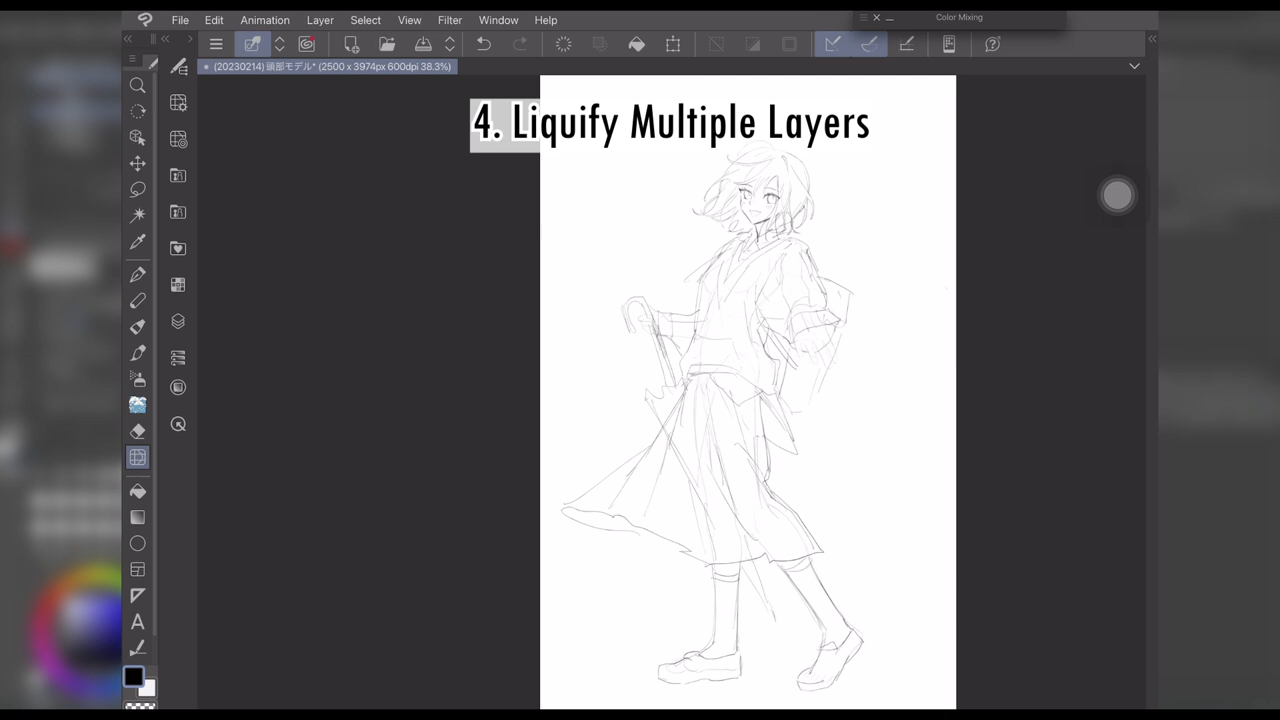 File Edit Animation Layer Select View Filter Window Help
Color Mixing
(20230214) 頭部モデル* (2500 x 3974px 600dpi 38.3%)
4. Liquify Multiple Layers